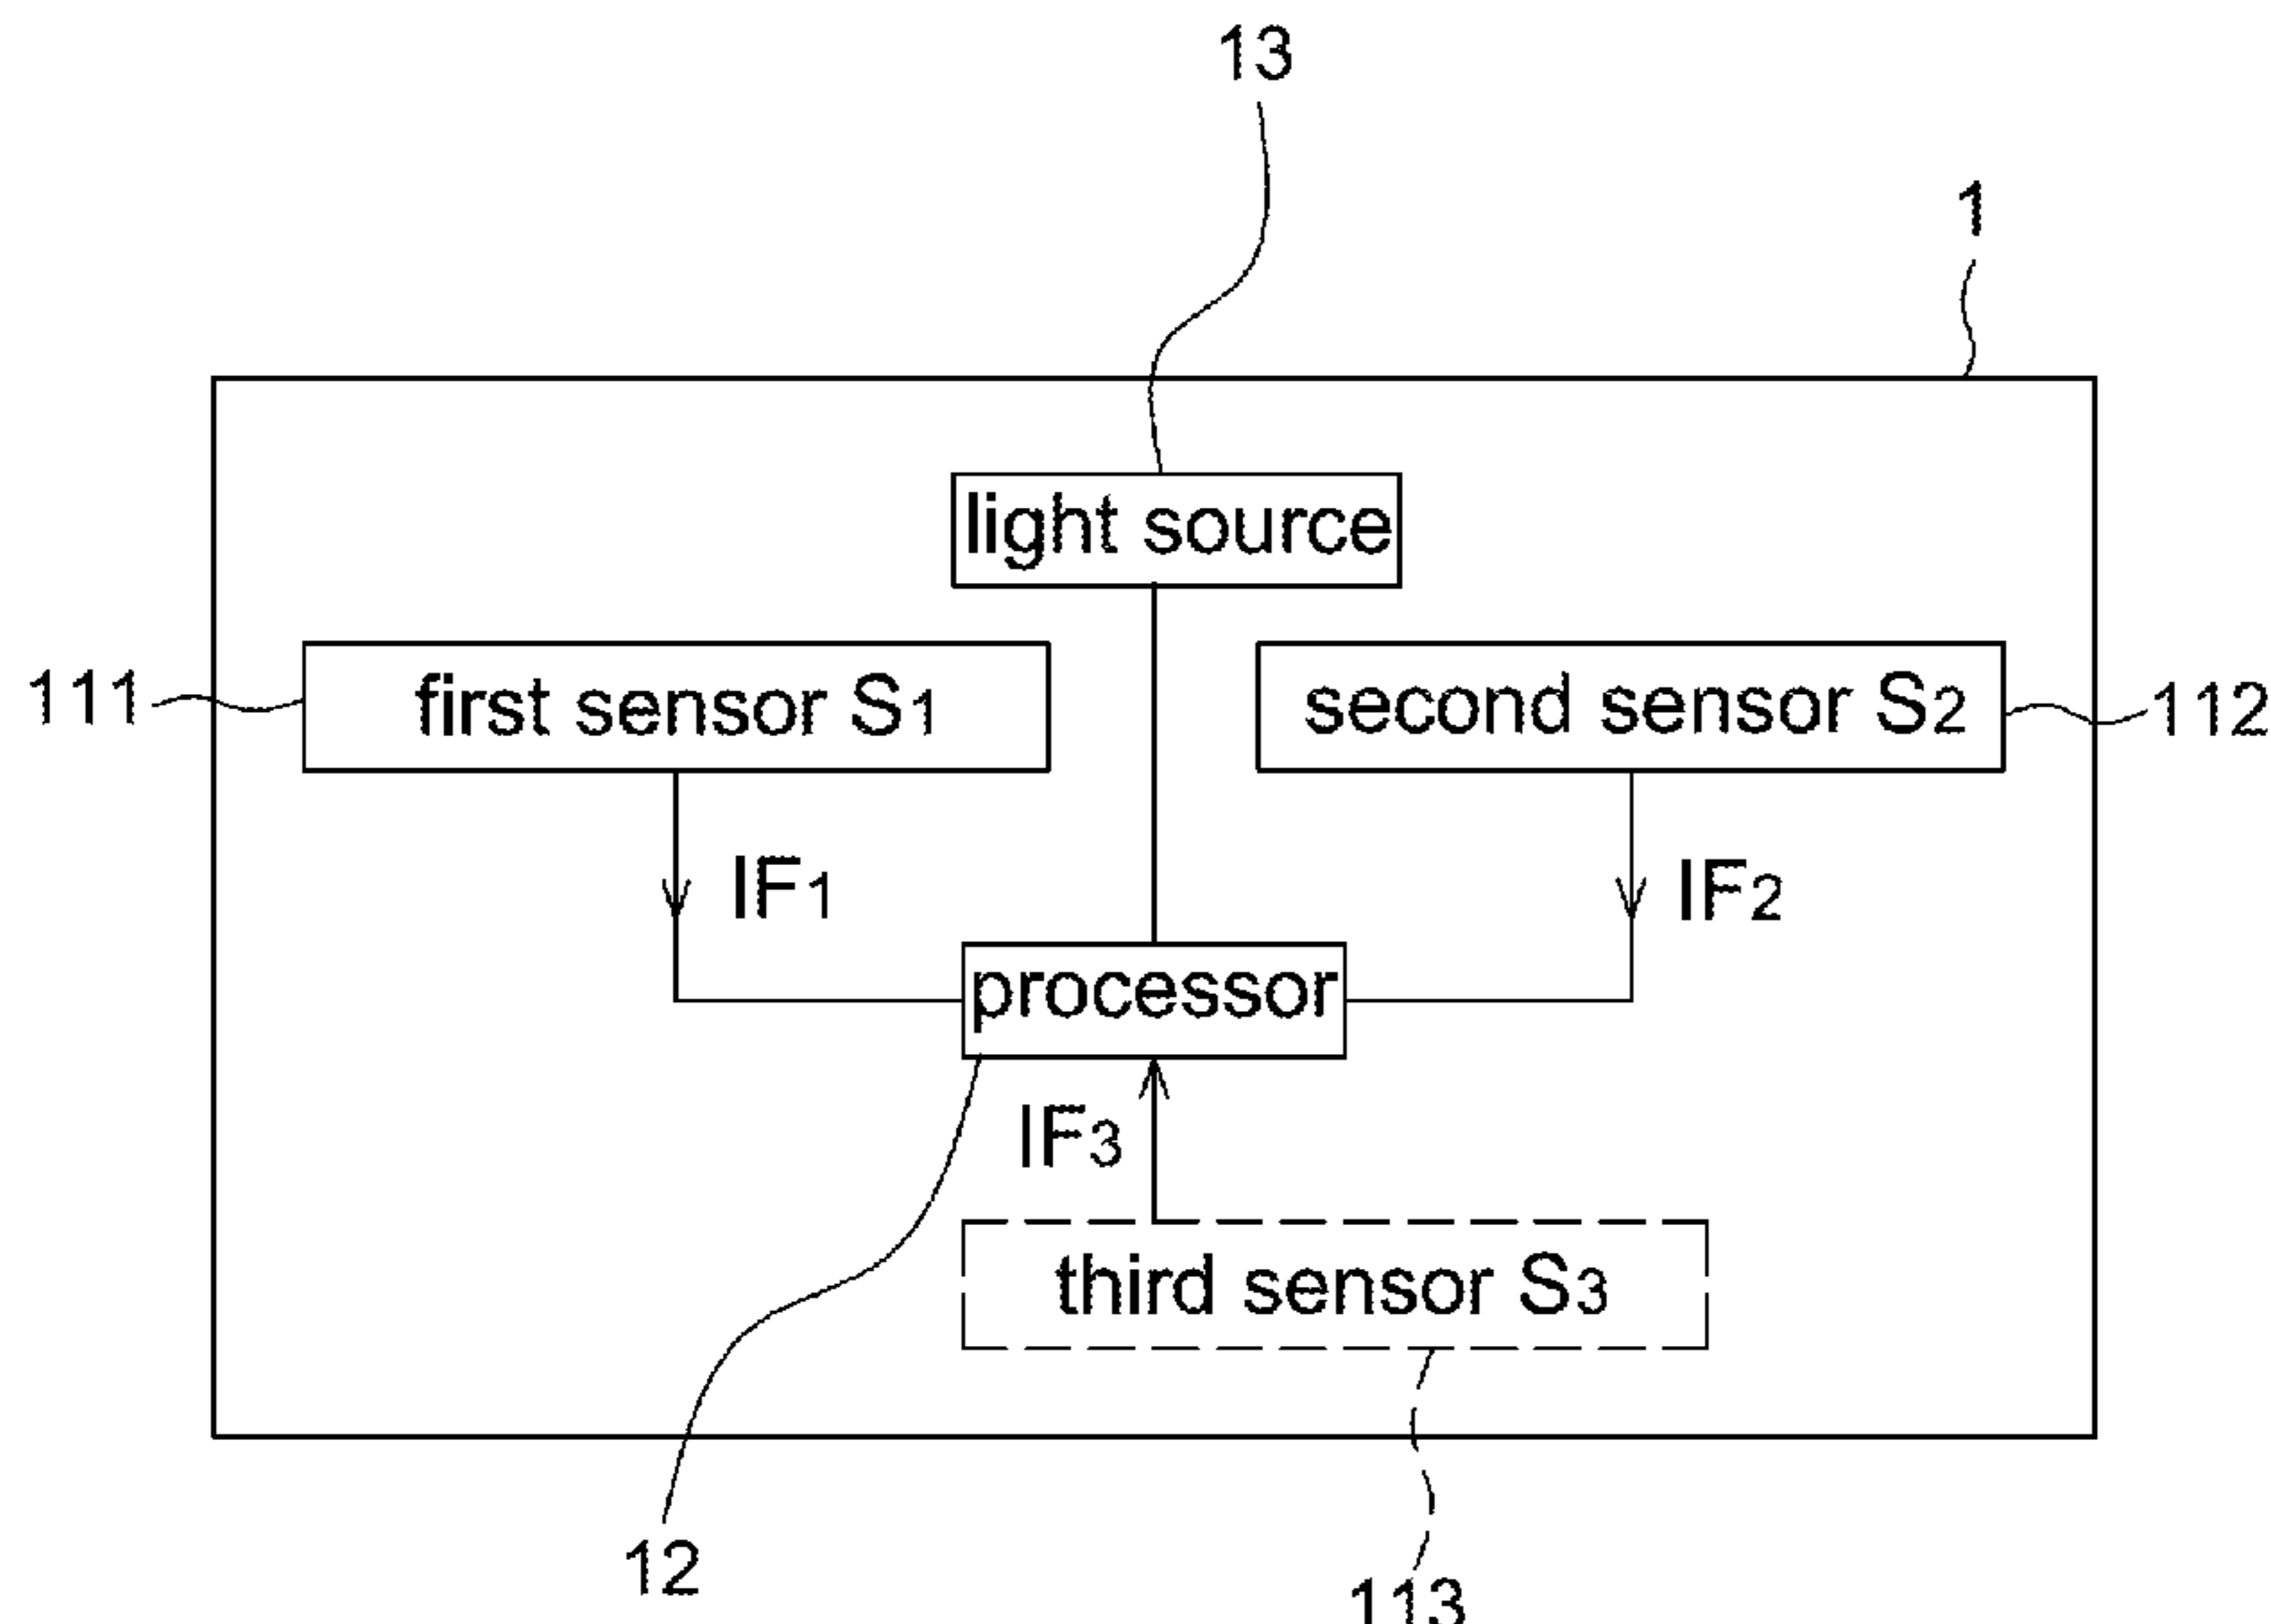 13
1
light source
111
first sensor S1
second sensor S2
112
IF1
IF2
processor
IF3
third sensor S3
12
113